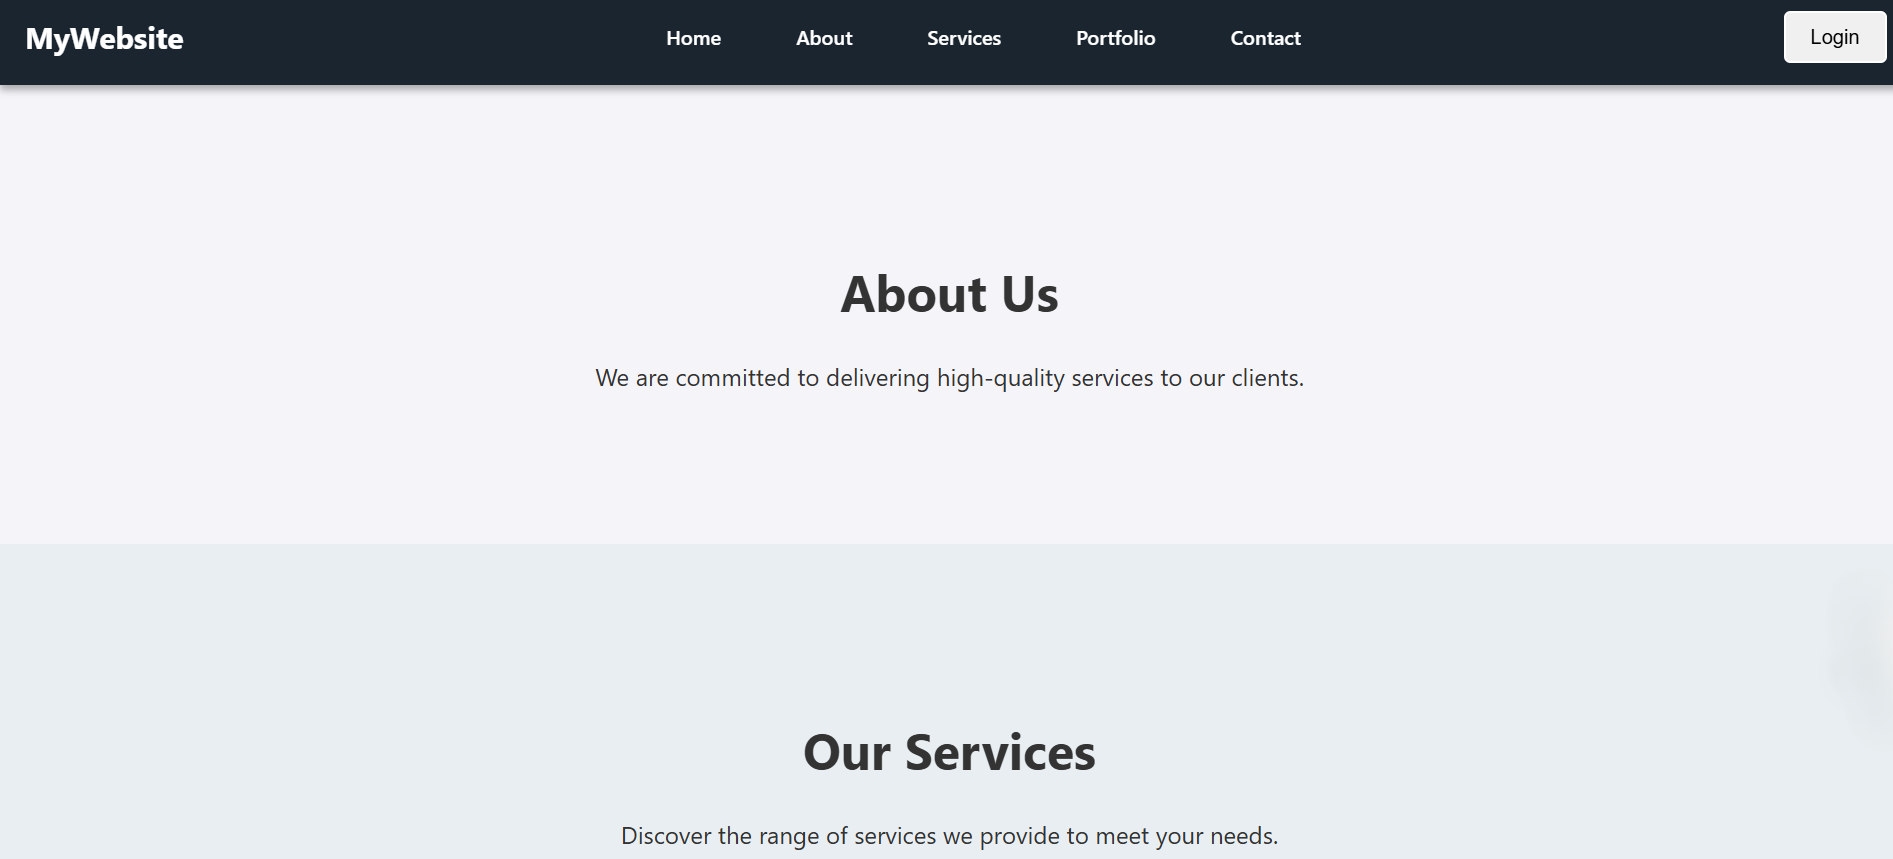 MyWebsite Home About Services Portfolio Contact Login
About Us
We are committed to delivering high-quality services to our clients.
Our Services
Discover the range of services we provide to meet your needs.